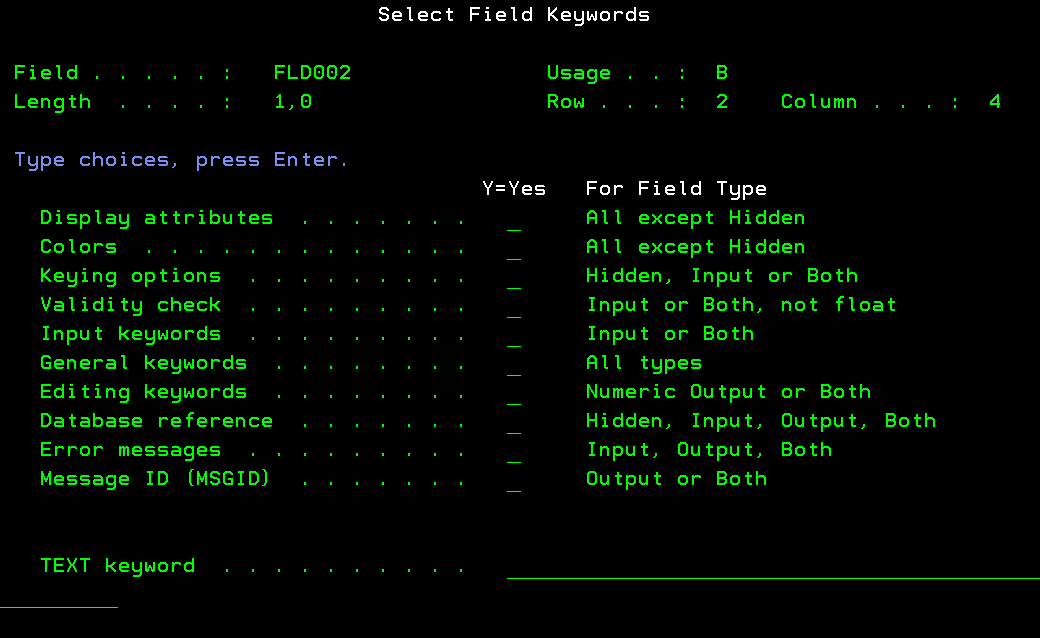 Select Field Keywords
Field . . . . . :   FLD002               Usage . . :  B
Length  . . . . :   1,0                  Row . . . :  2    Column . . . :  4
Type choices, press Enter.
Y=Yes   For Field Type
Display attributes  . . . . . . .   _     All except Hidden
Colors  . . . . . . . . . . . . .   _     All except Hidden
Keying options  . . . . . . . . .   _     Hidden, Input or Both
Validity check  . . . . . . . . .   _     Input or Both, not float
Input keywords  . . . . . . . . .   _     Input or Both
General keywords  . . . . . . . .   _     All types
Editing keywords  . . . . . . . .   _     Numeric Output or Both
Database reference  . . . . . . .   _     Hidden, Input, Output, Both
Error messages  . . . . . . . . .   _     Input, Output, Both
Message ID (MSGID)  . . . . . . .   _     Output or Both
TEXT keyword  . . . . . . . . . .